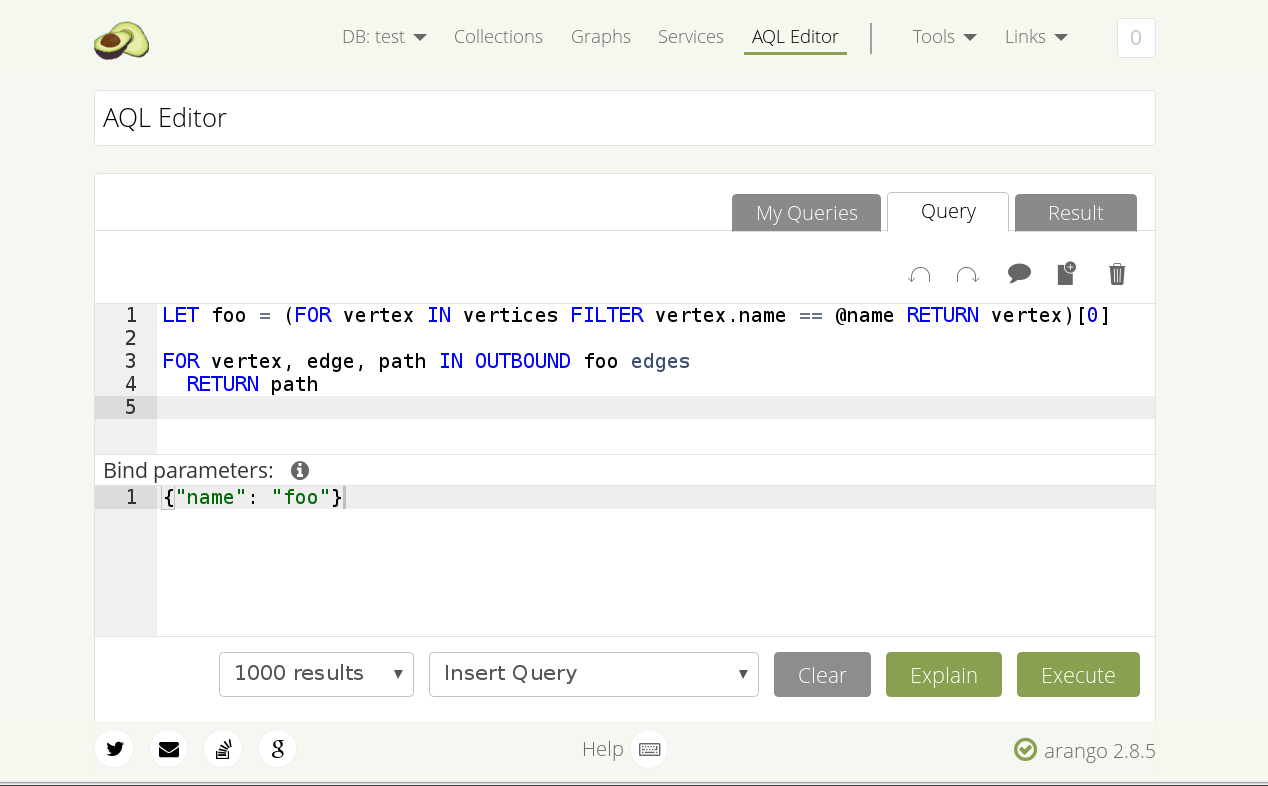 DB: test Collections Graphs Services AQL Editor Tools Links 0
AQL Editor
My Queries Query Result
1 LET foo = (FOR vertex IN vertices FILTER vertex.name == @name RETURN vertex)[0]
2
3 FOR vertex, edge, path IN OUTBOUND foo edges
4   RETURN path
5
Bind parameters:
1 {"name": "foo"}
1000 results Insert Query Clear Explain Execute
Help arango 2.8.5